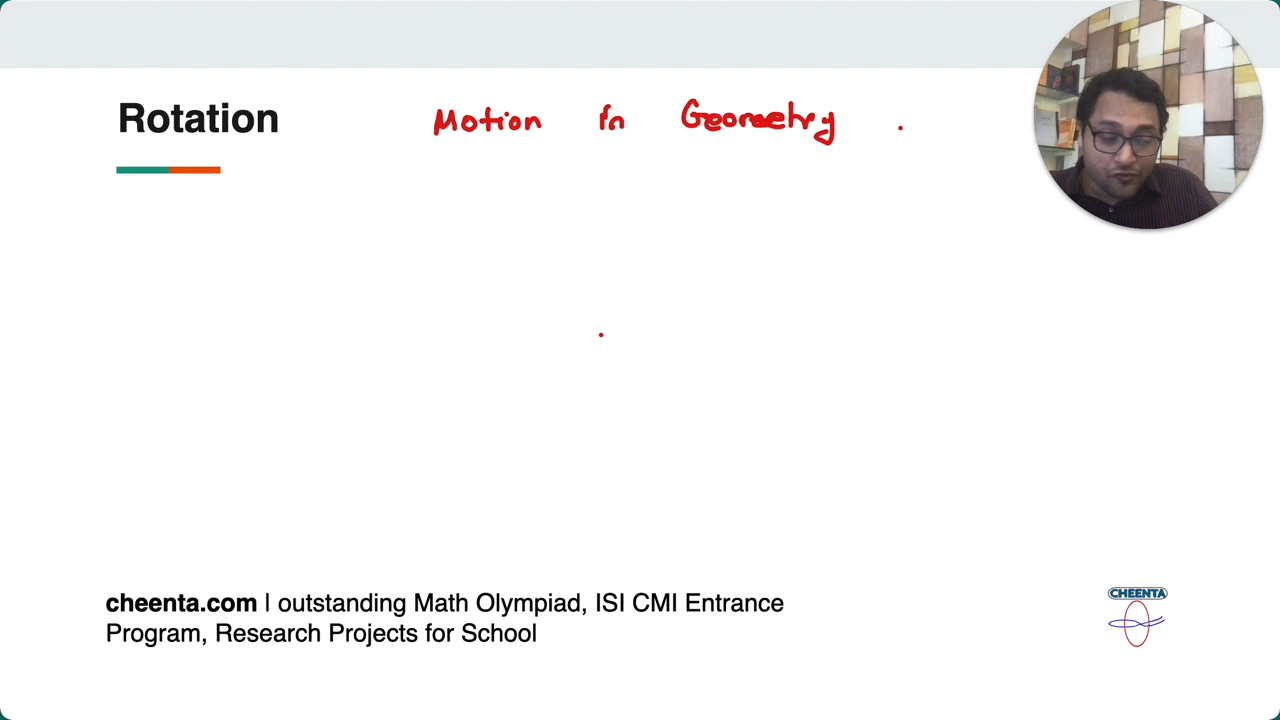 Rotation Motion in Geometry .
cheenta.com | outstanding Math Olympiad, ISI CMI Entrance
Program, Research Projects for School
CHEENTA